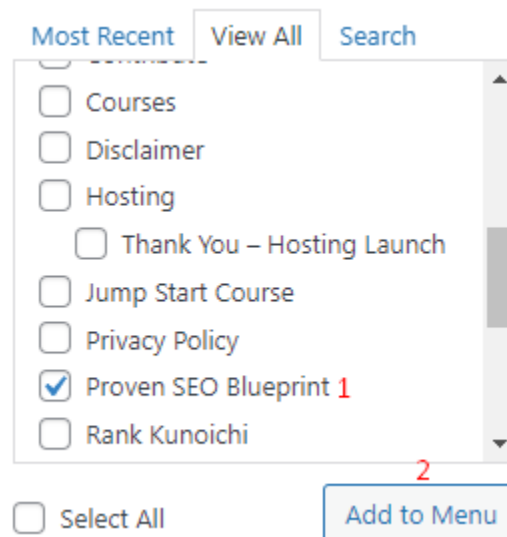 Most Recent View All Search
Courses
Disclaimer
Hosting
Thank You – Hosting Launch
Jump Start Course
Privacy Policy
Proven SEO Blueprint 1
Rank Kunoichi
2
Select All Add to Menu